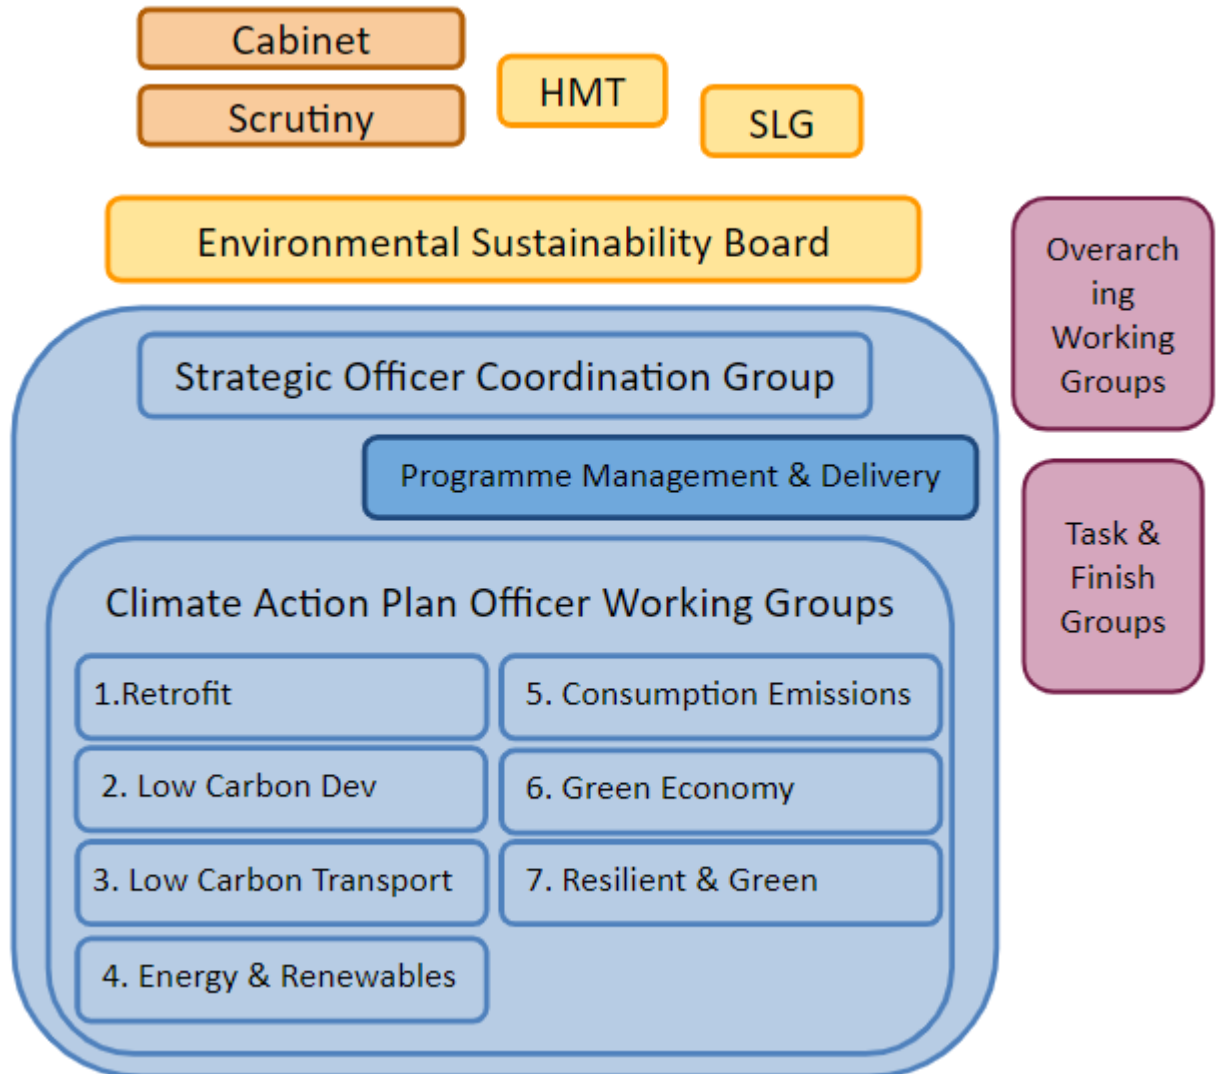 Cabinet
Scrutiny
HMT
SLG
Environmental Sustainability Board
Overarch
ing
Working
Groups
Strategic Officer Coordination Group
Programme Management & Delivery
Task &
Finish
Groups
Climate Action Plan Officer Working Groups
1.Retrofit
2. Low Carbon Dev
3. Low Carbon Transport
4. Energy & Renewables
5. Consumption Emissions
6. Green Economy
7. Resilient & Green